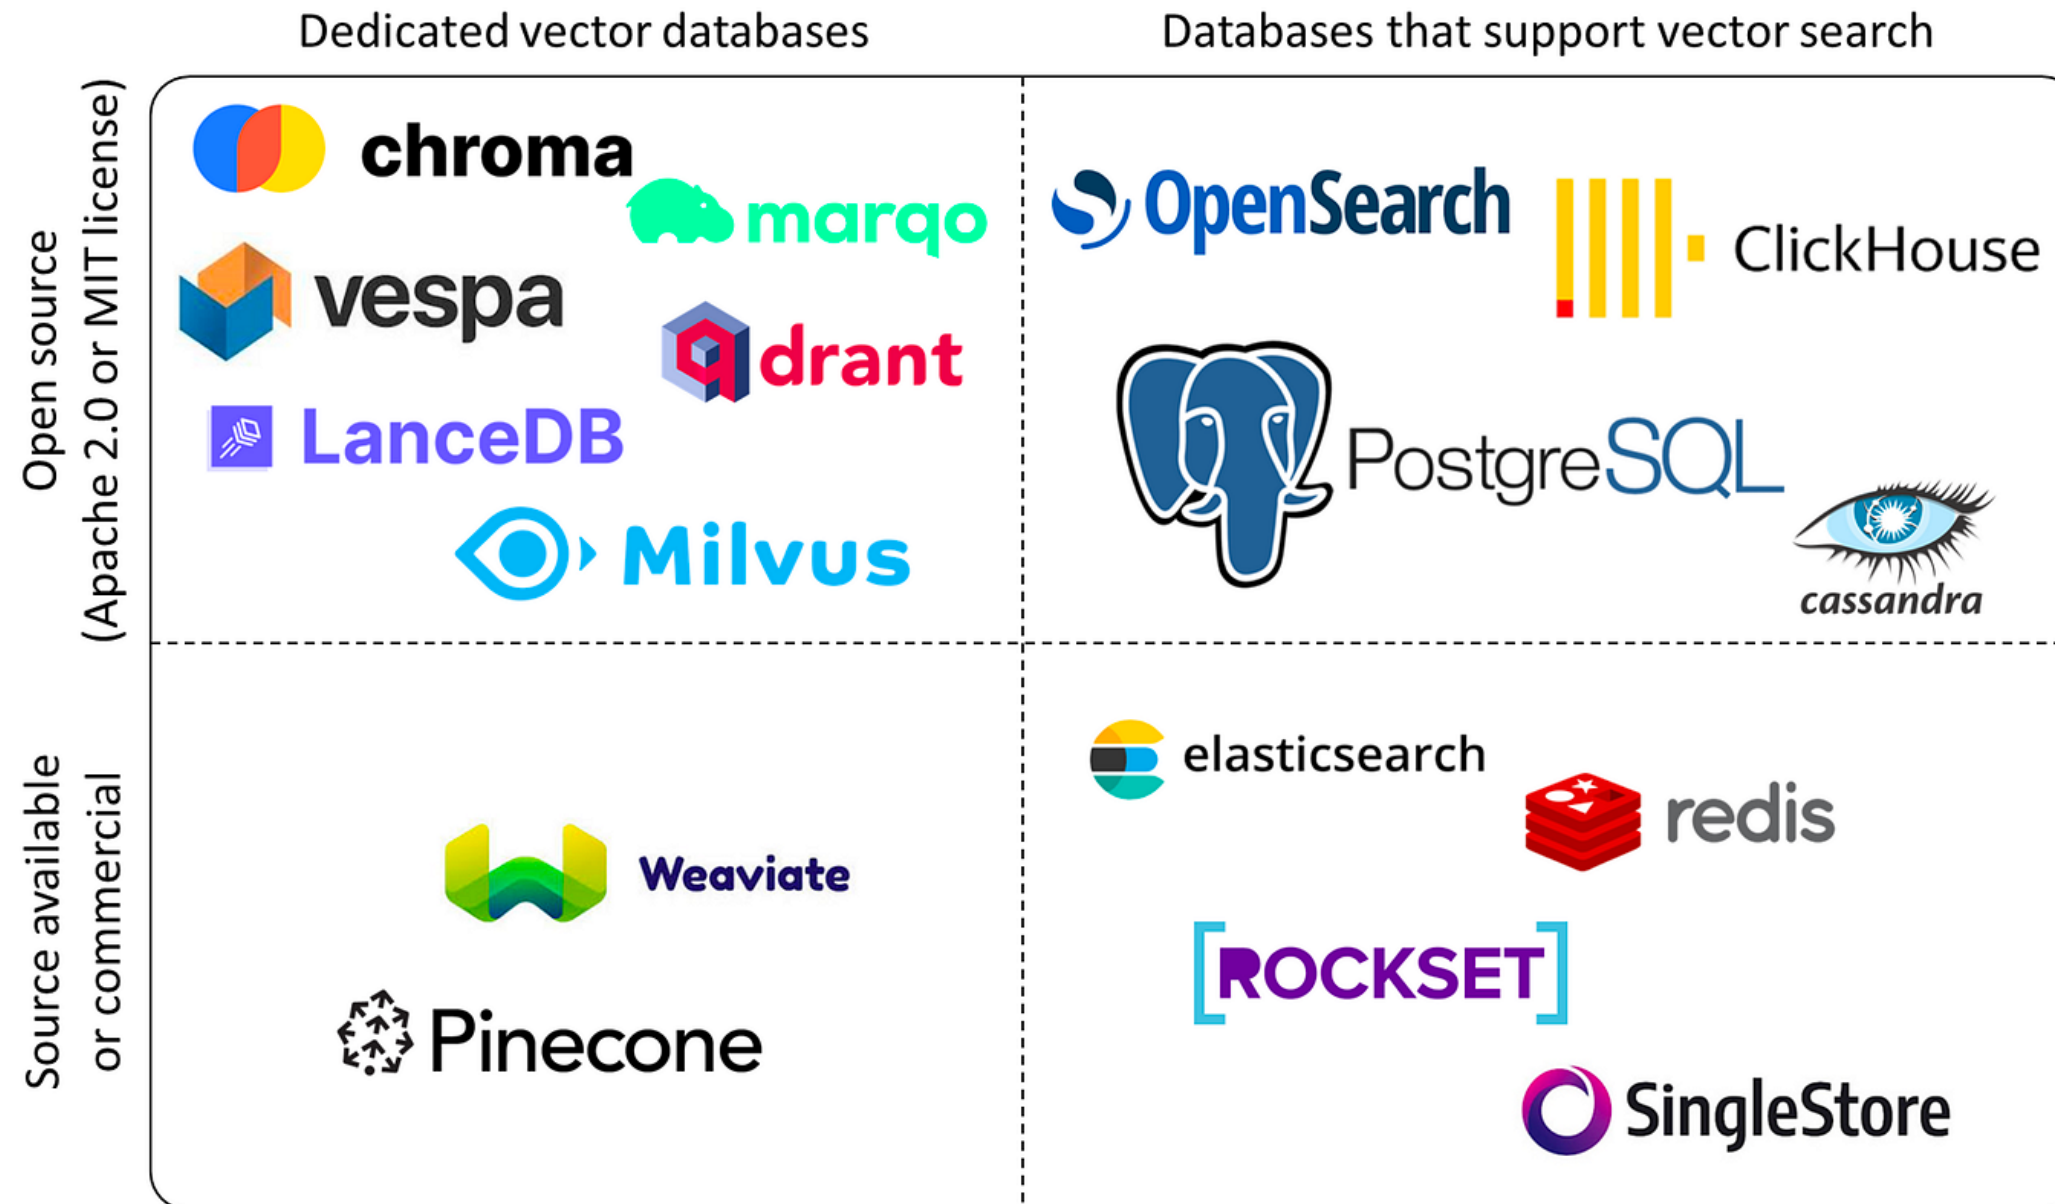 Dedicated vector databases
Databases that support vector search
Open source
(Apache 2.0 or MIT license)
chroma
marqo
vespa
qdrant
LanceDB
Milvus
OpenSearch
ClickHouse
PostgreSQL
cassandra
Source available
or commercial
Weaviate
Pinecone
elasticsearch
redis
ROCKSET
SingleStore